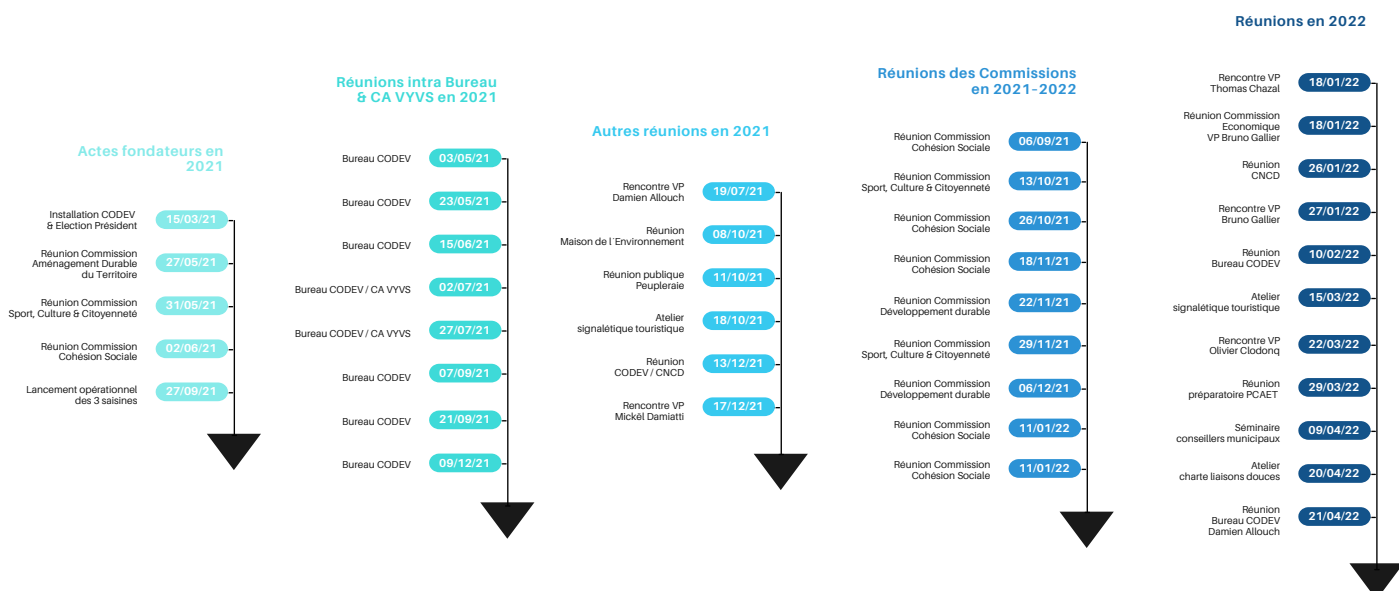 Actes fondateurs en
2021
Installation CODEV
& Election Président
15/03/21
Réunion Commission
Aménagement Durable
du Territoire
27/05/21
Réunion Commission
Sport, Culture & Citoyenneté
31/05/21
Réunion Commission
Cohésion Sociale
02/06/21
Lancement opérationnel
des 3 saisines
27/09/21
Réunions intra Bureau
& CA VYVS en 2021
Bureau CODEV
03/05/21
Bureau CODEV
23/05/21
Bureau CODEV
15/06/21
Bureau CODEV / CA VYVS
02/07/21
Bureau CODEV / CA VYVS
27/07/21
Bureau CODEV
07/09/21
Bureau CODEV
21/09/21
Bureau CODEV
09/12/21
Autres réunions en 2021
Rencontre VP
Damien Allouch
19/07/21
Réunion
Maison de l'Environnement
08/10/21
Réunion publique
Peupleraie
11/10/21
Atelier
signalétique touristique
18/10/21
Réunion
CODEV / CNCD
13/12/21
Rencontre VP
Mickël Damiatti
17/12/21
Réunions des Commissions
en 2021-2022
Réunion Commission
Cohésion Sociale
06/09/21
Réunion Commission
Sport, Culture & Citoyenneté
13/10/21
Réunion Commission
Cohésion Sociale
26/10/21
Réunion Commission
Cohésion Sociale
18/11/21
Réunion Commission
Développement durable
22/11/21
Réunion Commission
Sport, Culture & Citoyenneté
29/11/21
Réunion Commission
Développement durable
06/12/21
Réunion Commission
Cohésion Sociale
11/01/22
Réunion Commission
Cohésion Sociale
11/01/22
Réunions en 2022
Rencontre VP
Thomas Chazal
18/01/22
Réunion Commission
Economique
VP Bruno Gallier
18/01/22
Réunion
CNCD
26/01/22
Rencontre VP
Bruno Gallier
27/01/22
Réunion
Bureau CODEV
10/02/22
Atelier
signalétique touristique
15/03/22
Rencontre VP
Olivier Clodonq
22/03/22
Réunion
préparatoire PCAET
29/03/22
Séminaire
conseillers municipaux
09/04/22
Atelier
charte liaisons douces
20/04/22
Réunion
Bureau CODEV
Damien Allouch
21/04/22